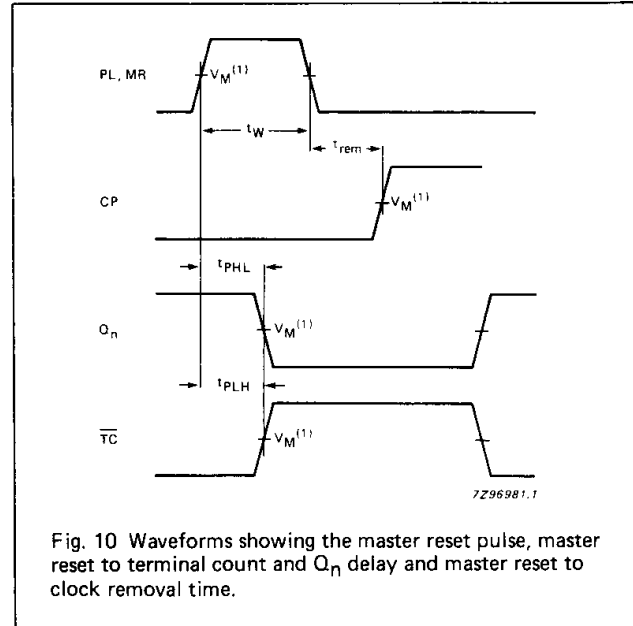 PL, MR
V_M^(1)
t_W
τ_rem
CP
V_M^(1)
t_PHL
Q_n
V_M^(1)
t_PLH
TC̅
V_M^(1)
7Z96981.1
Fig. 10 Waveforms showing the master reset pulse, master
reset to terminal count and Q_n delay and master reset to
clock removal time.